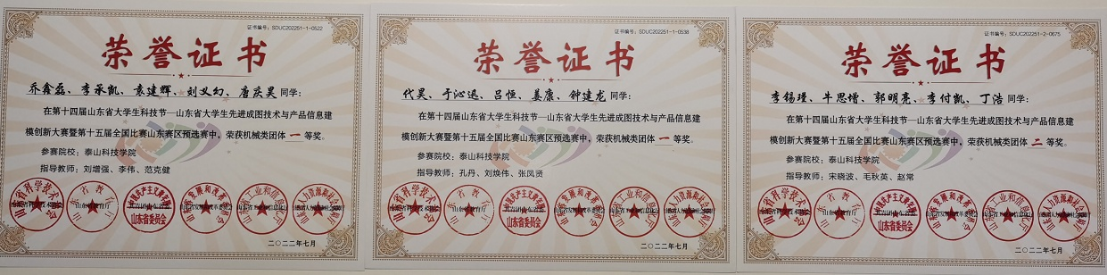 证书编号：SDUC202251-1-0522
荣誉证书
乔鑫磊、李承凯、袁建辉、刘义幻、唐庆昊同学：
在第十四届山东省大学生科技节—山东省大学生先进成图技术与产品信息建
模创新大赛暨第十五届全国比赛山东赛区预选赛中，荣获机械类团体一等奖。
参赛院校：泰山科技学院
指导教师：刘增强、李伟、范克健
二〇二二年七月
证书编号：SDUC202251-1-0538
荣誉证书
代昊、于沁迅、吕恒、姜康、钟建龙同学：
在第十四届山东省大学生科技节—山东省大学生先进成图技术与产品信息建
模创新大赛暨第十五届全国比赛山东赛区预选赛中，荣获机械类团体一等奖。
参赛院校：泰山科技学院
指导教师：孔丹、刘焕伟、张凤贤
二〇二二年七月
证书编号：SDUC202251-2-0675
荣誉证书
李锡瑾、牛思增、郭明亮、李付凯、丁洁同学：
在第十四届山东省大学生科技节—山东省大学生先进成图技术与产品信息建
模创新大赛暨第十五届全国比赛山东赛区预选赛中，荣获机械类团体二等奖。
参赛院校：泰山科技学院
指导教师：宋晓波、毛秋英、赵常
二〇二二年七月